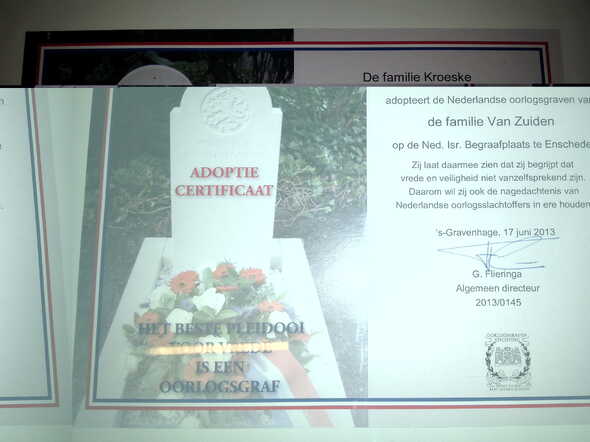 De familie Kroeske
adopteert de Nederlandse oorlogsgraven van
de familie Van Zuiden
op de Ned. Isr. Begraafplaats te Enschede
Zij laat daarmee zien dat zij begrijpt dat
vrede en veiligheid niet vanzelfsprekend zijn.
Daarom wil zij ook de nagedachtenis van
Nederlandse oorlogsslachtoffers in ere houden
's-Gravenhage, 17 juni 2013
G. Flieringa
Algemeen directeur
2013/0145
OORLOGSGRAVEN
STICHTING
ADOPTIE
CERTIFICAAT
HET BESTE PLEIDOOI
VOOR VREDE
IS EEN
OORLOGSGRAF